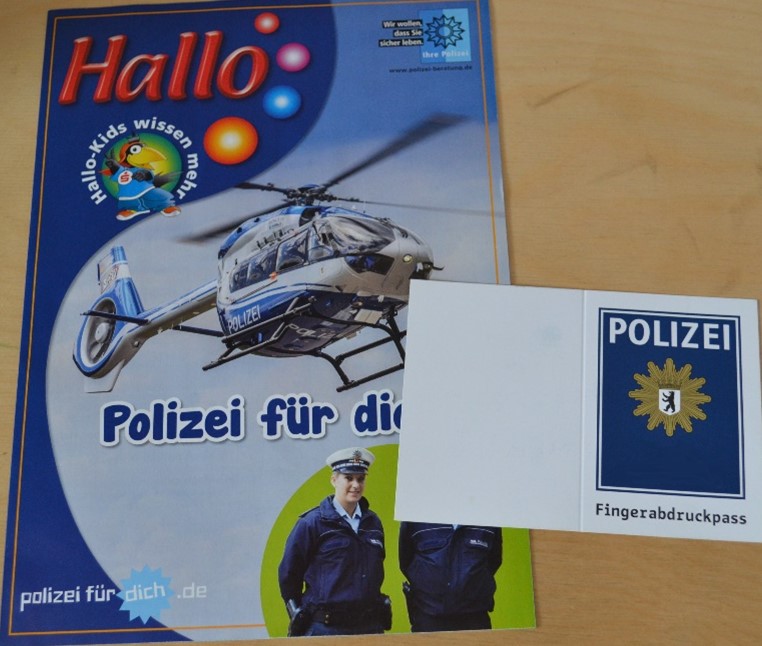 Hallo
Wir wollen,
dass Sie
sicher leben.
Ihre Polizei
www.polizei-beratung.de
Hallo-Kids wissen mehr
POLIZEI
Polizei für dic
polizei für dich .de
POLIZEI
Fingerabdruckpass